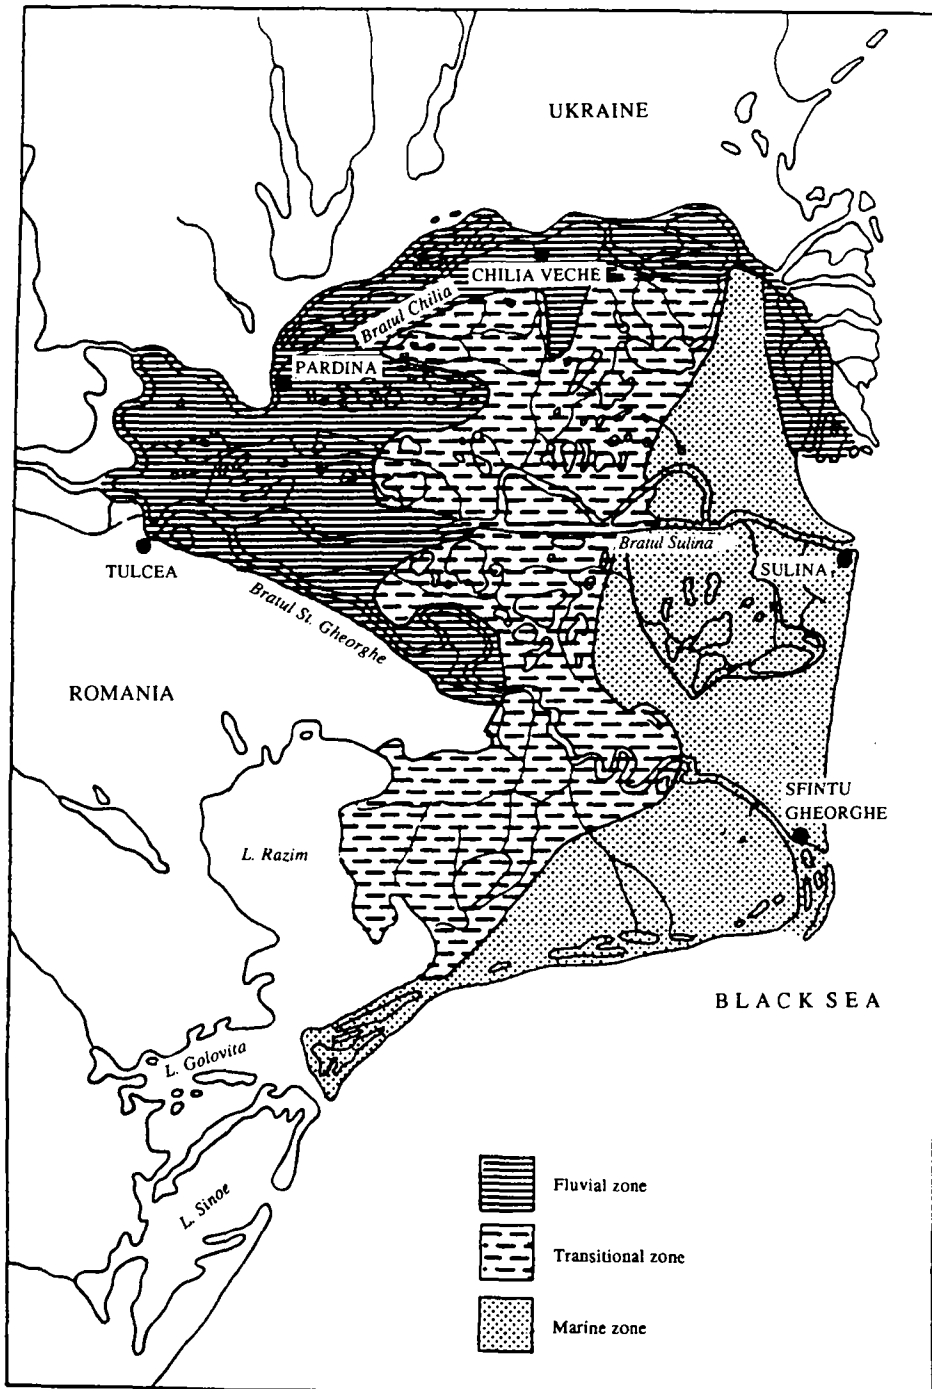 UKRAINE
CHILIA VECHE
Bratul Chilia
PARDINA
TULCEA
Bratul Sulina
SULINA
Bratul St. Gheorghe
ROMANIA
SFINTU
GHEORGHE
L. Razim
BLACK SEA
L. Golovita
L. Sinoe
Fluvial zone
Transitional zone
Marine zone